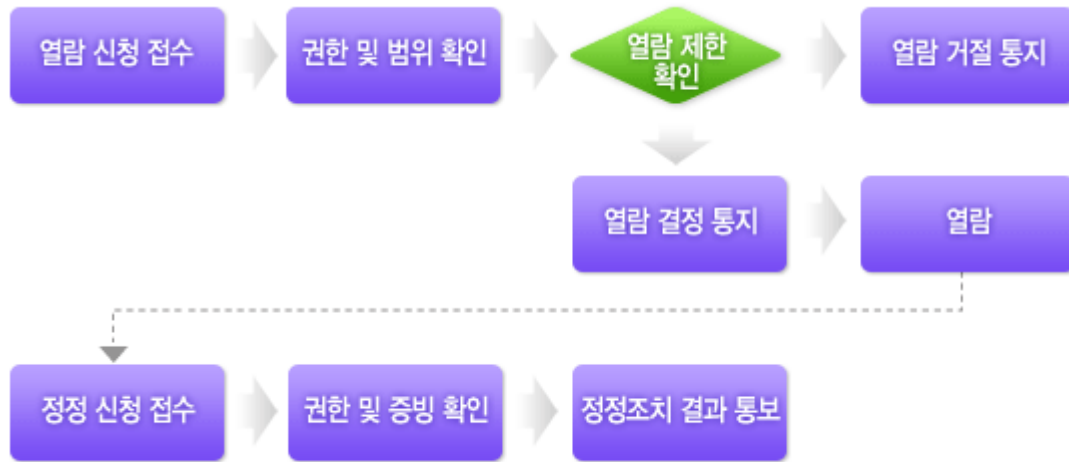 열람 신청 접수
권한 및 범위 확인
열람 제한
확인
열람 거절 통지
열람 결정 통지
열람
정정 신청 접수
권한 및 증빙 확인
정정조치 결과 통보